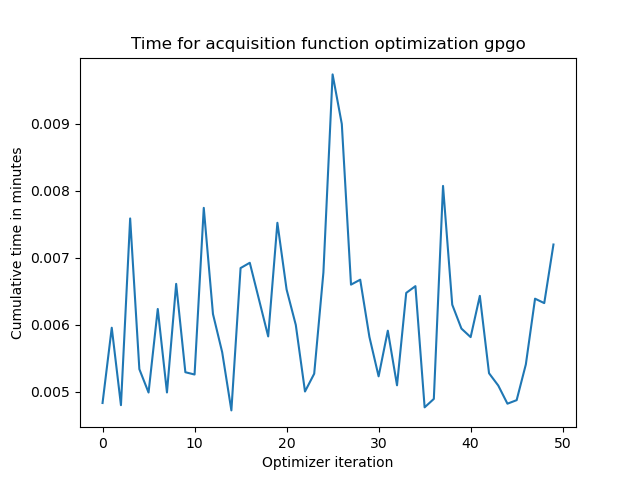 Time for acquisition function optimization gpgo
Cumulative time in minutes
0.009
0.008
0.007
0.006
0.005
0 10 20 30 40 50
Optimizer iteration